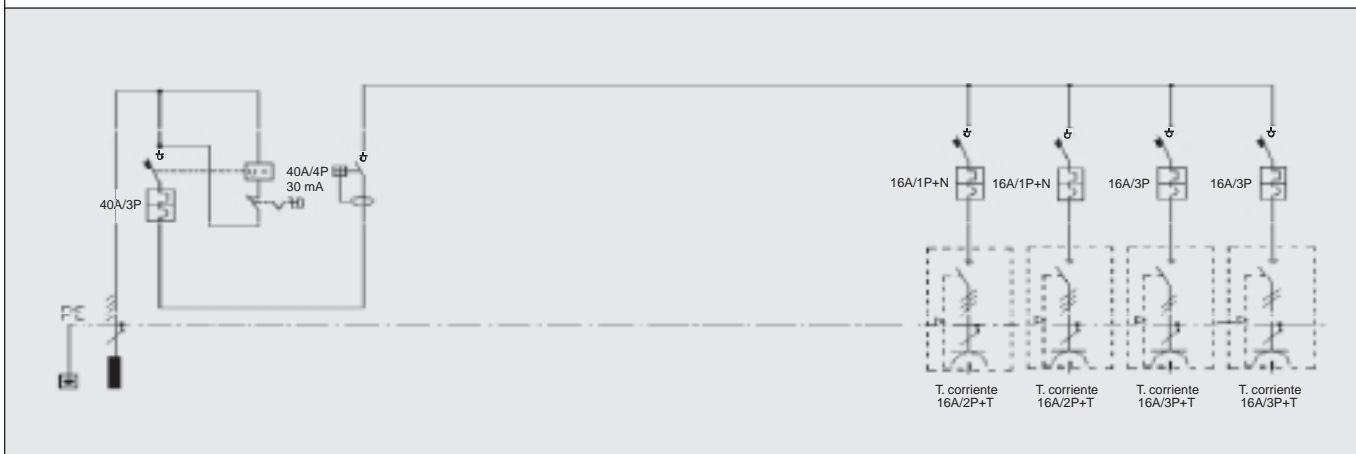 40A/3P
40A/4P
30 mA
16A/1P+N
16A/1P+N
16A/3P
16A/3P
PE
T. corriente
16A/2P+T
T. corriente
16A/2P+T
T. corriente
16A/3P+T
T. corriente
16A/3P+T